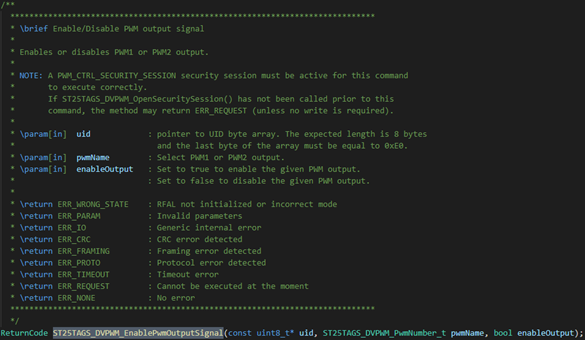 /**
*****************************************************************************
* \brief Enable/Disable PWM output signal
*
* Enables or disables PWM1 or PWM2 output.
*
* NOTE: A PWM_CTRL_SECURITY_SESSION security session must be active for this command
* to execute correctly.
* If ST25TAGS_DVPWM_OpenSecuritySession() has not been called prior to this
* command, the method may return ERR_REQUEST (unless no write is required).
*
* \param[in] uid : pointer to UID byte array. The expected length is 8 bytes
* and the last byte of the array must be equal to 0xE0.
* \param[in] pwmName : Select PWM1 or PWM2 output.
* \param[in] enableOutput : Set to true to enable the given PWM output.
* : Set to false to disable the given PWM output.
*
* \return ERR_WRONG_STATE : RFAL not initialized or incorrect mode
* \return ERR_PARAM : Invalid parameters
* \return ERR_IO : Generic internal error
* \return ERR_CRC : CRC error detected
* \return ERR_FRAMING : Framing error detected
* \return ERR_PROTO : Protocol error detected
* \return ERR_TIMEOUT : Timeout error
* \return ERR_REQUEST : Cannot be executed at the moment
* \return ERR_NONE : No error
*****************************************************************************
*/
ReturnCode ST25TAGS_DVPWM_EnablePwmOutputSignal(const uint8_t* uid, ST25TAGS_DVPWM_PwmNumber_t pwmName, bool enableOutput);